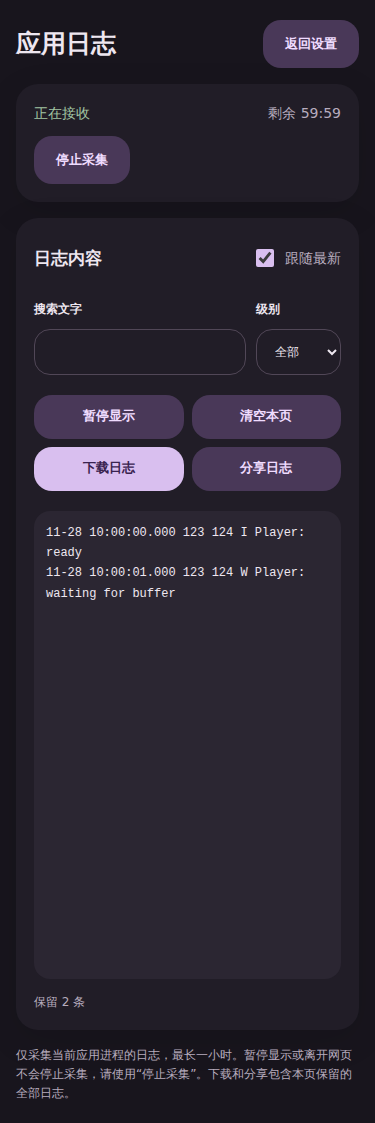 应用日志
返回设置
正在接收
剩余 59:59
停止采集
日志内容
跟随最新
搜索文字
级别
全部
暂停显示
清空本页
下载日志
分享日志
11-28 10:00:00.000 123 124 I Player:
ready
11-28 10:00:01.000 123 124 W Player:
waiting for buffer
保留 2 条
仅采集当前应用进程的日志，最长一小时。暂停显示或离开网页
不会停止采集，请使用“停止采集”。下载和分享包含本页保留的
全部日志。